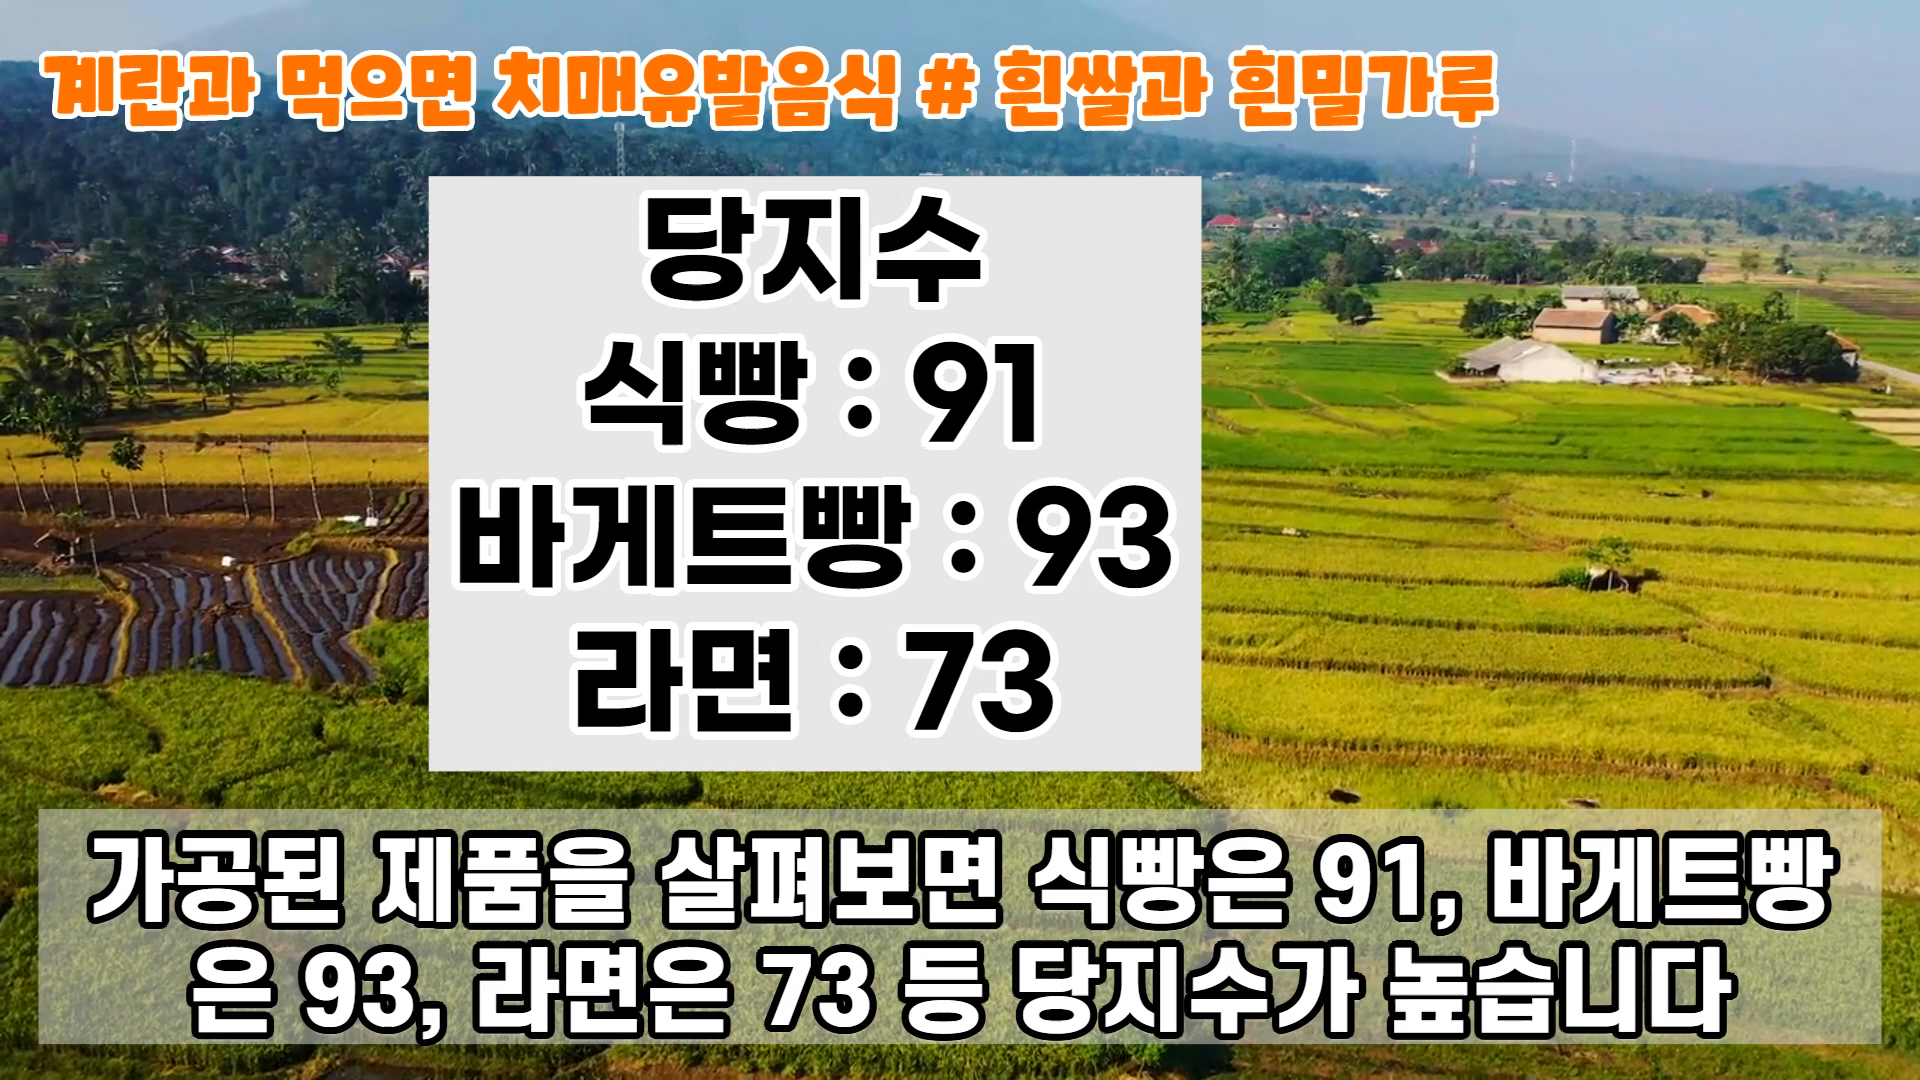 계란과 먹으면 치매유발음식 # 흰쌀과 흰밀가루
당지수
식빵 : 91
바게트빵 : 93
라면 : 73
가공된 제품을 살펴보면 식빵은 91, 바게트빵
은 93, 라면은 73 등 당지수가 높습니다